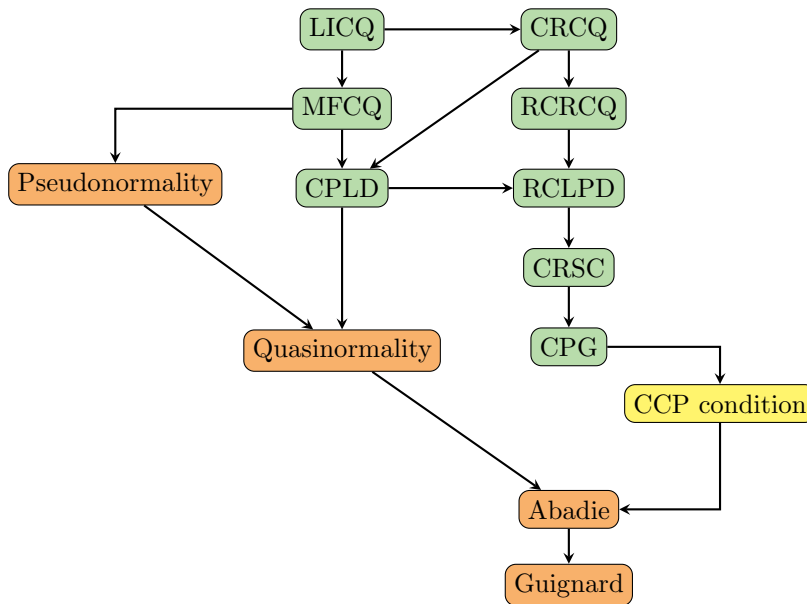 LICQ
CRCQ
MFCQ
RCRCQ
Pseudonormality
CPLD
RCLPD
CRSC
Quasinormality
CPG
CCP condition
Abadie
Guignard